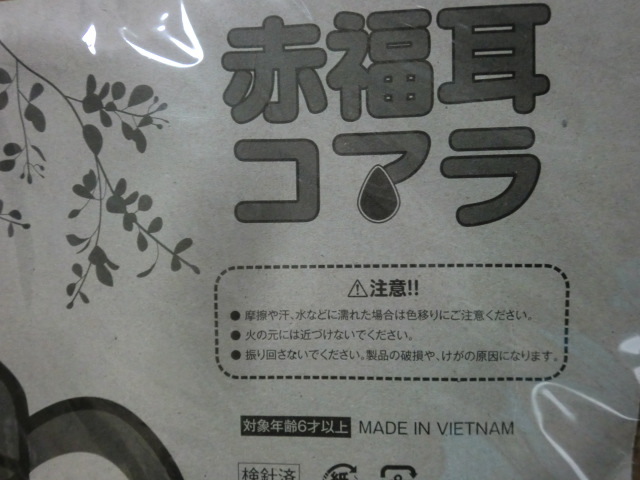 赤福耳
コアラ
⚠注意!!
● 摩擦や汗、水などに濡れた場合は色移りにご注意ください。
● 火の元には近づけないでください。
● 振り回さないでください。製品の破損や、けがの原因になります。
対象年齢6才以上 MADE IN VIETNAM
検針済 紙